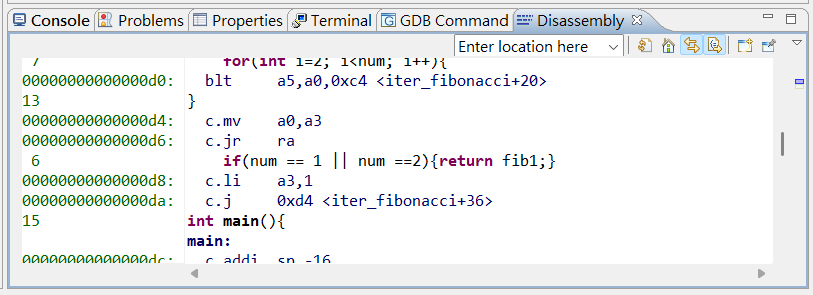 Console Problems Properties Terminal GDB Command Disassembly
Enter location here
7 for(int i=2; i<num; i++){
00000000000000d0: blt a5,a0,0xc4 <iter_fibonacci+20>
13 }
00000000000000d4: c.mv a0,a3
00000000000000d6: c.jr ra
6 if(num == 1 || num ==2){return fib1;}
00000000000000d8: c.li a3,1
00000000000000da: c.j 0xd4 <iter_fibonacci+36>
15 int main(){
main:
00000000000000dc: c.addi sp,-16